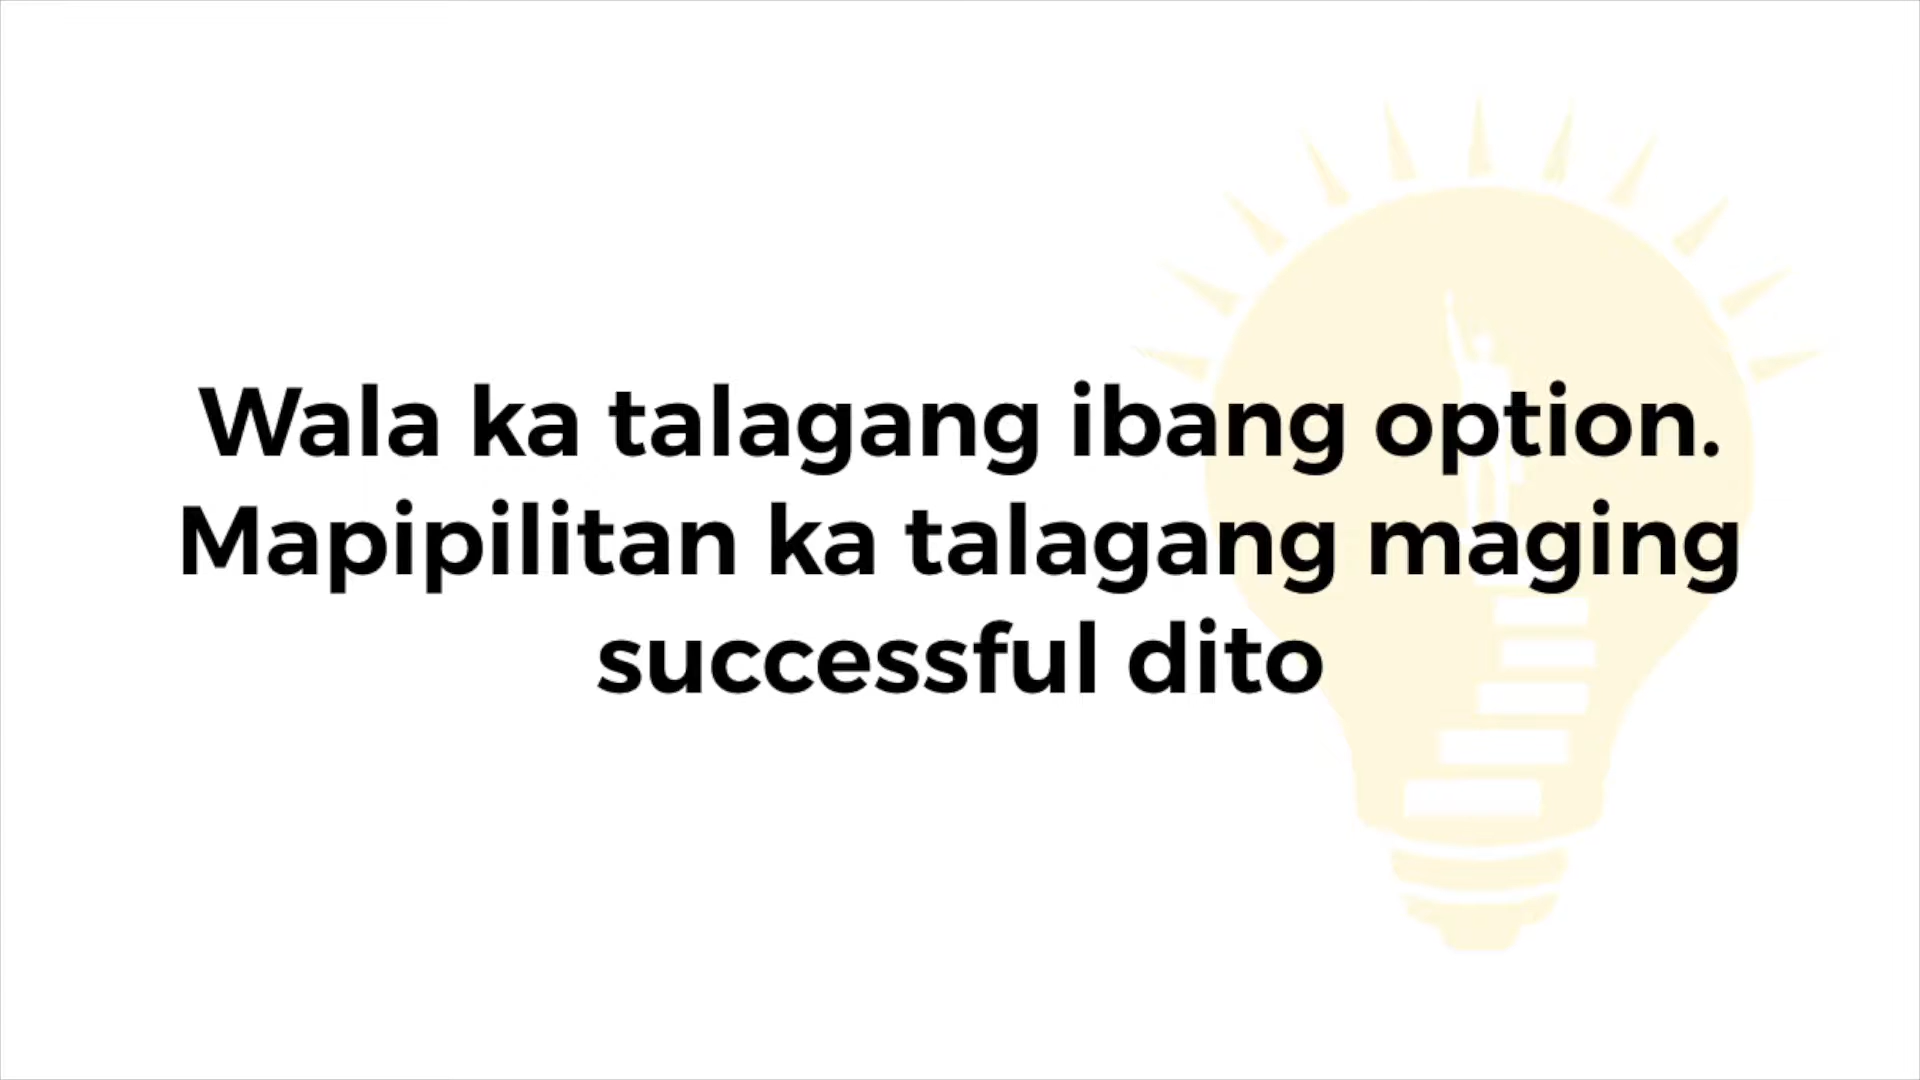 Wala ka talagang ibang option.
Mapipilitan ka talagang maging
successful dito